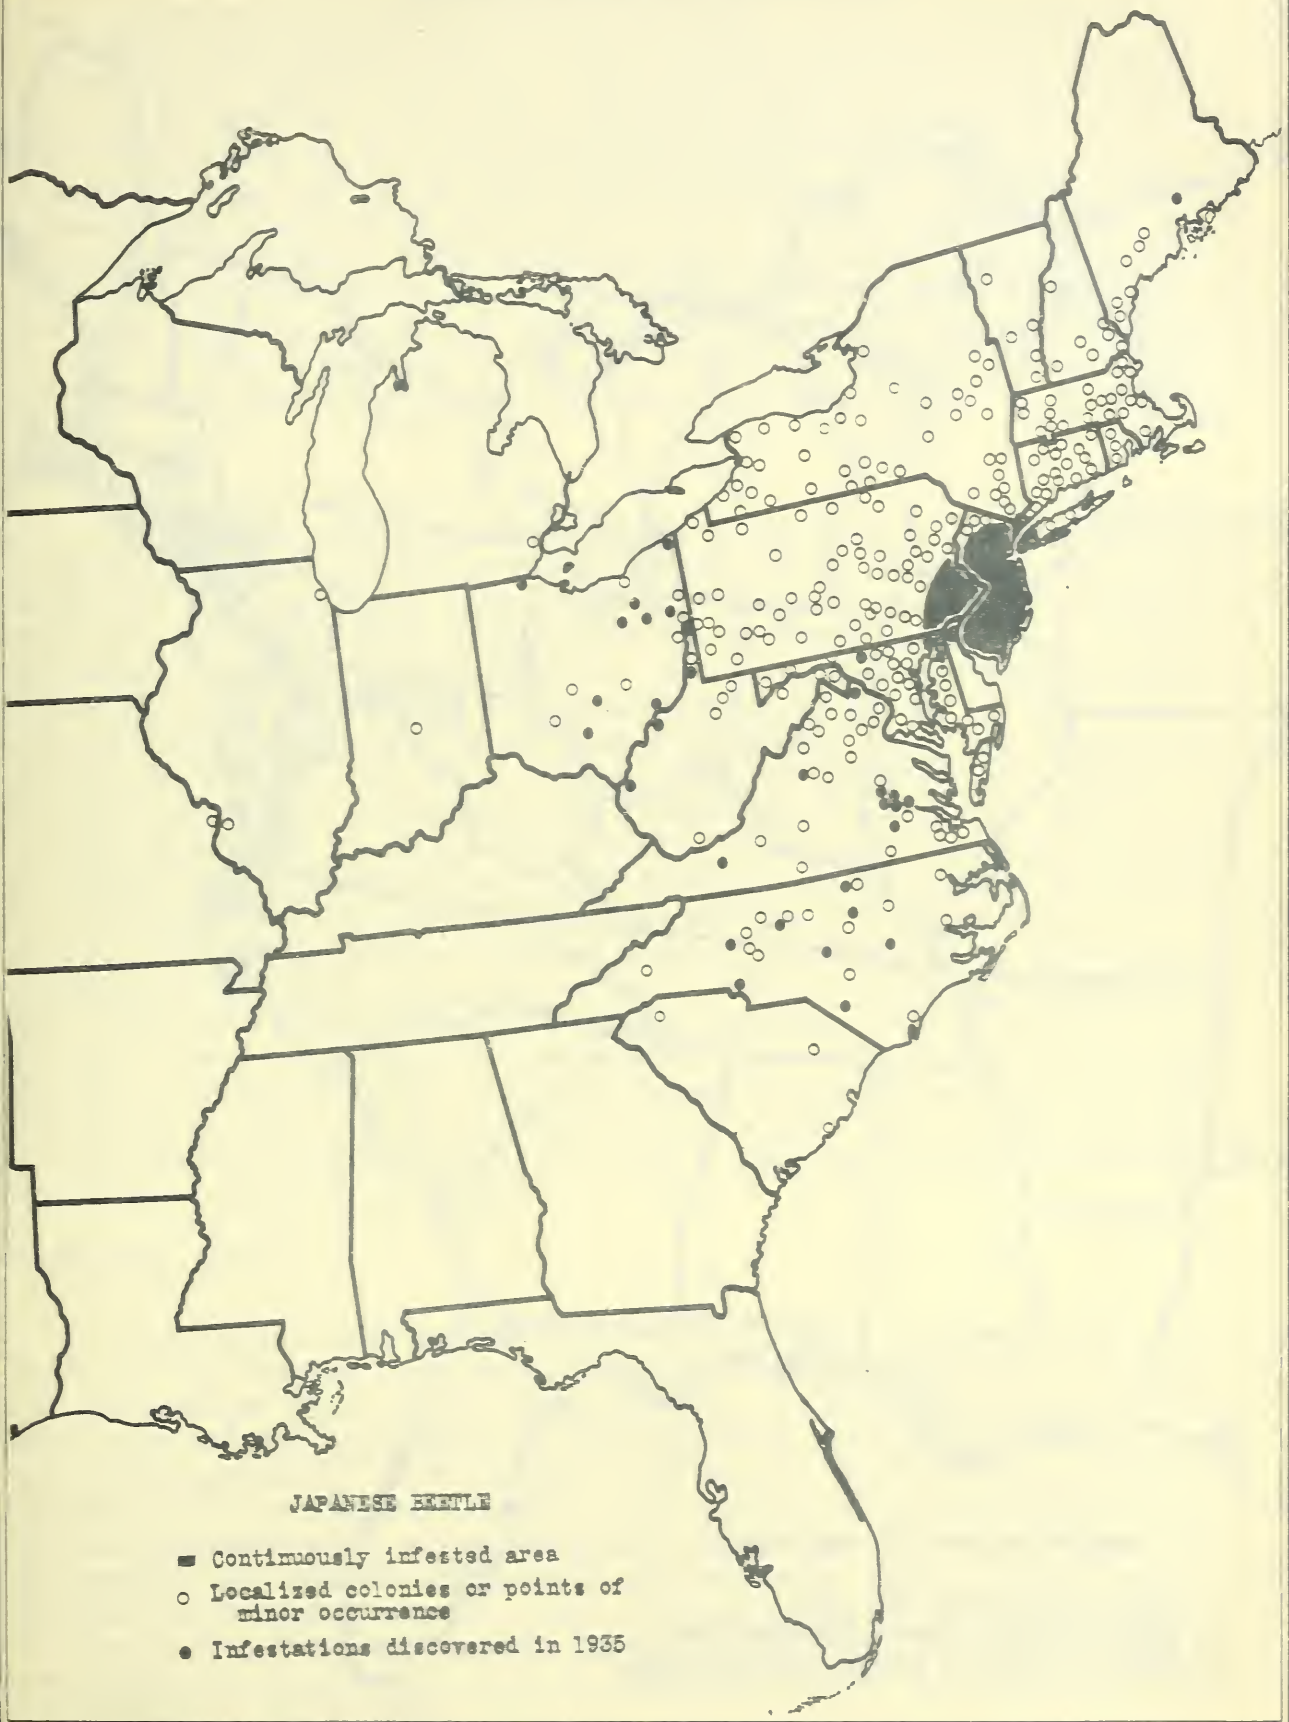 JAPANESE BEETLE
Continuously infested area
Localized colonies or points of
minor occurrence
Infestations discovered in 1935